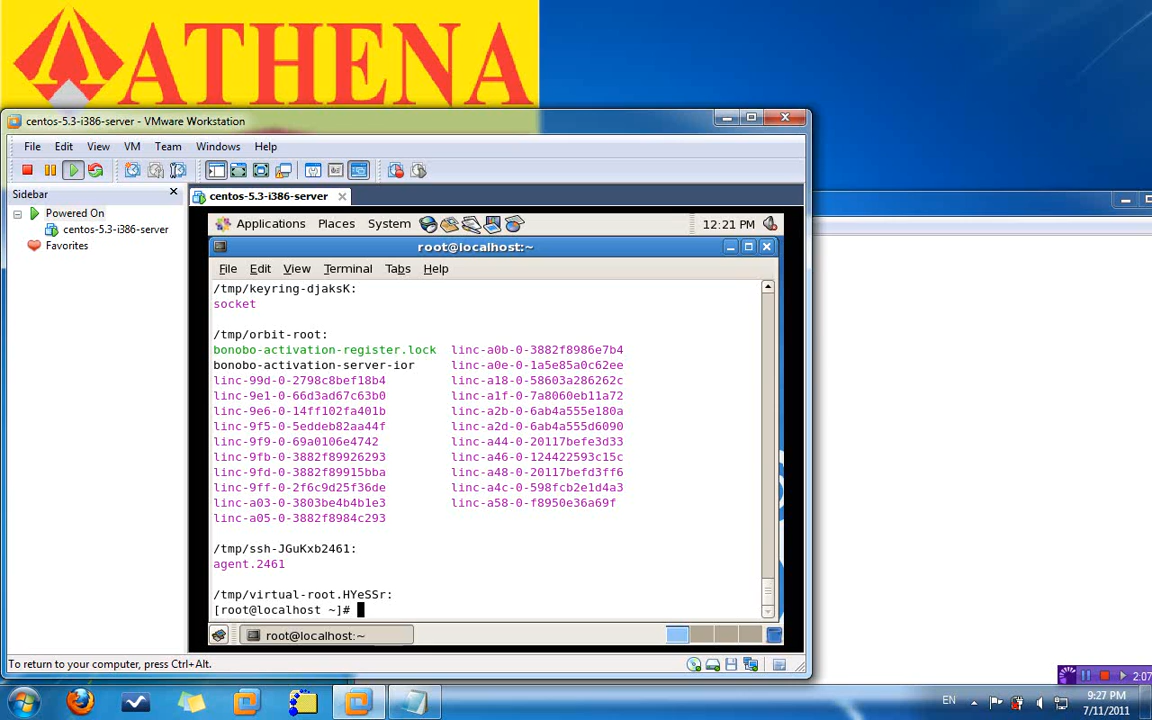 ATHENA
centos-5.3-i386-server - VMware Workstation
File Edit View VM Team Windows Help
Sidebar
Powered On
centos-5.3-i386-server
Favorites
centos-5.3-i386-server
Applications Places System 12:21 PM
root@localhost:~
File Edit View Terminal Tabs Help
/tmp/keyring-djaksK:
socket
/tmp/orbit-root:
bonobo-activation-register.lock linc-a0b-0-3882f8986e7b4
bonobo-activation-server-ior linc-a0e-0-1a5e85a0c62ee
linc-99d-0-2798c8bef18b4 linc-a18-0-58603a286262c
linc-9e1-0-66d3ad67c63b0 linc-a1f-0-7a8060eb11a72
linc-9e6-0-14ff102fa401b linc-a2b-0-6ab4a555e180a
linc-9f5-0-5eddeb82aa44f linc-a2d-0-6ab4a555d6090
linc-9f9-0-69a0106e4742 linc-a44-0-20117befe3d33
linc-9fb-0-3882f89926293 linc-a46-0-124422593c15c
linc-9fd-0-3882f89915bba linc-a48-0-20117befd3ff6
linc-9ff-0-2f6c9d25f36de linc-a4c-0-598fcb2e1d4a3
linc-a03-0-3803be4b4b1e3 linc-a58-0-f8950e36a69f
linc-a05-0-3882f8984c293
/tmp/ssh-JGuKxb2461:
agent.2461
/tmp/virtual-root.HYeSSr:
[root@localhost ~]#
root@localhost:~
To return to your computer, press Ctrl+Alt.
2:07
EN
9:27 PM
7/11/2011